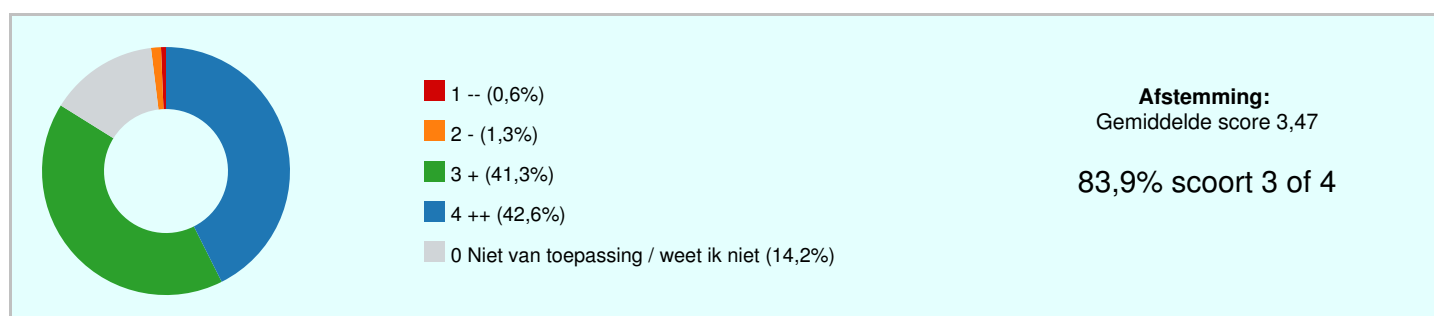 1 -- (0,6%)
2 - (1,3%)
3 + (41,3%)
4 ++ (42,6%)
0 Niet van toepassing / weet ik niet (14,2%)
Afstemming:
Gemiddelde score 3,47
83,9% scoort 3 of 4